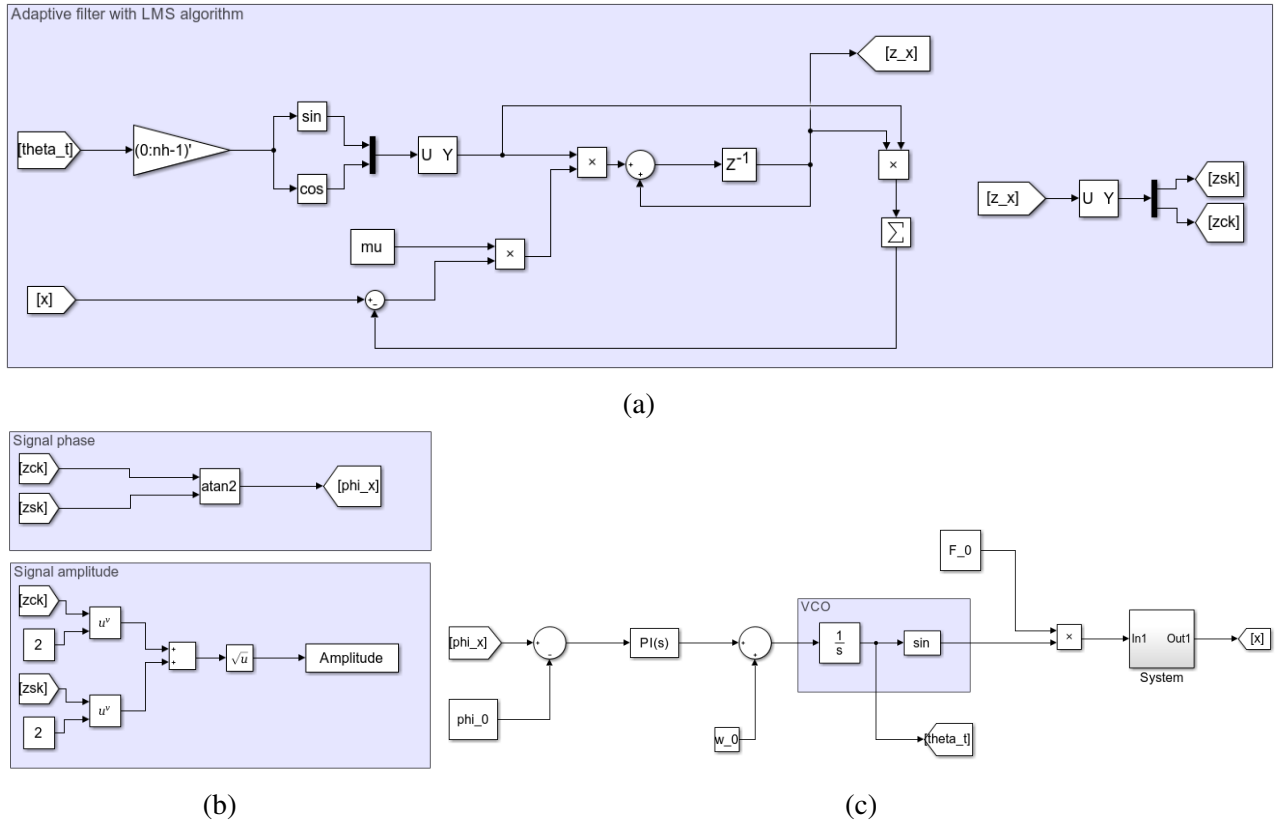 Adaptive filter with LMS algorithm
[z_x]
sin
[theta_t]
(0:nh-1)'
U Y
×
+
+
Z-1
×
cos
[z_x]
U Y
[zsk]
[zck]
mu
×
∑
[x]
+
−
(a)
Signal phase
[zck]
[zsk]
atan2
[phi_x]
Signal amplitude
[zck]
2
uv
+
+
√u
Amplitude
[zsk]
2
uv
(b)
[phi_x]
+
−
phi_0
PI(s)
+
+
w_0
VCO
1
s
sin
[theta_t]
F_0
×
In1 Out1
System
[x]
(c)